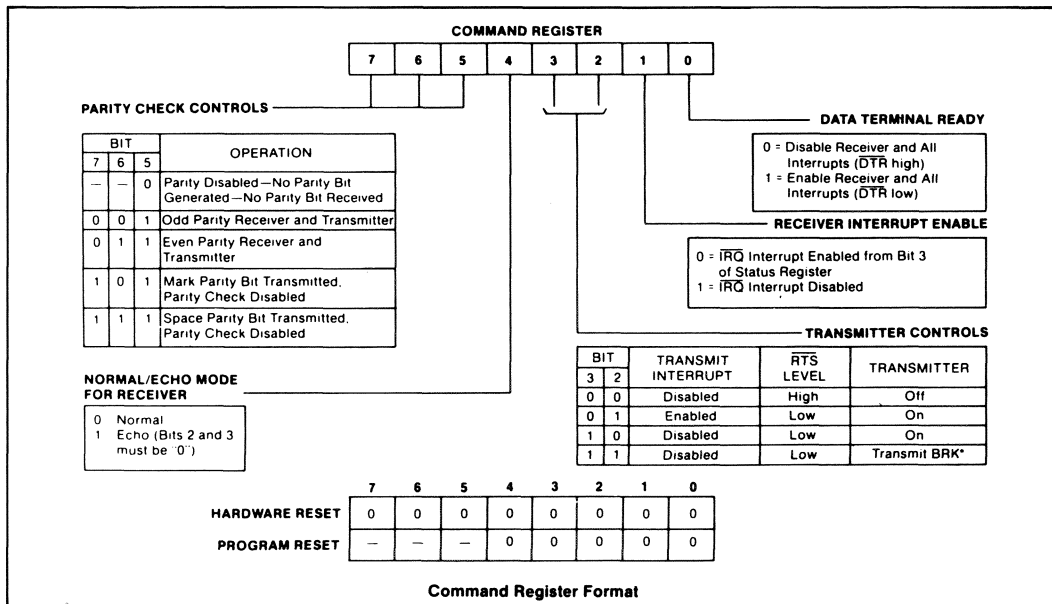 COMMAND REGISTER
7 6 5 4 3 2 1 0
PARITY CHECK CONTROLS
BIT
7 6 5 OPERATION
— — 0 Parity Disabled—No Parity Bit
Generated—No Parity Bit Received
0 0 1 Odd Parity Receiver and Transmitter
0 1 1 Even Parity Receiver and
Transmitter
1 0 1 Mark Parity Bit Transmitted,
Parity Check Disabled
1 1 1 Space Parity Bit Transmitted,
Parity Check Disabled
NORMAL/ECHO MODE
FOR RECEIVER
0 Normal
1 Echo (Bits 2 and 3
must be "0")
DATA TERMINAL READY
0 = Disable Receiver and All
Interrupts (D̅T̅R̅ high)
1 = Enable Receiver and All
Interrupts (D̅T̅R̅ low)
RECEIVER INTERRUPT ENABLE
0 = I̅R̅Q̅ Interrupt Enabled from Bit 3
of Status Register
1 = I̅R̅Q̅ Interrupt Disabled
TRANSMITTER CONTROLS
BIT TRANSMIT R̅T̅S̅
3 2 INTERRUPT LEVEL TRANSMITTER
0 0 Disabled High Off
0 1 Enabled Low On
1 0 Disabled Low On
1 1 Disabled Low Transmit BRK*
7 6 5 4 3 2 1 0
HARDWARE RESET 0 0 0 0 0 0 0 0
PROGRAM RESET — — — 0 0 0 0 0
Command Register Format